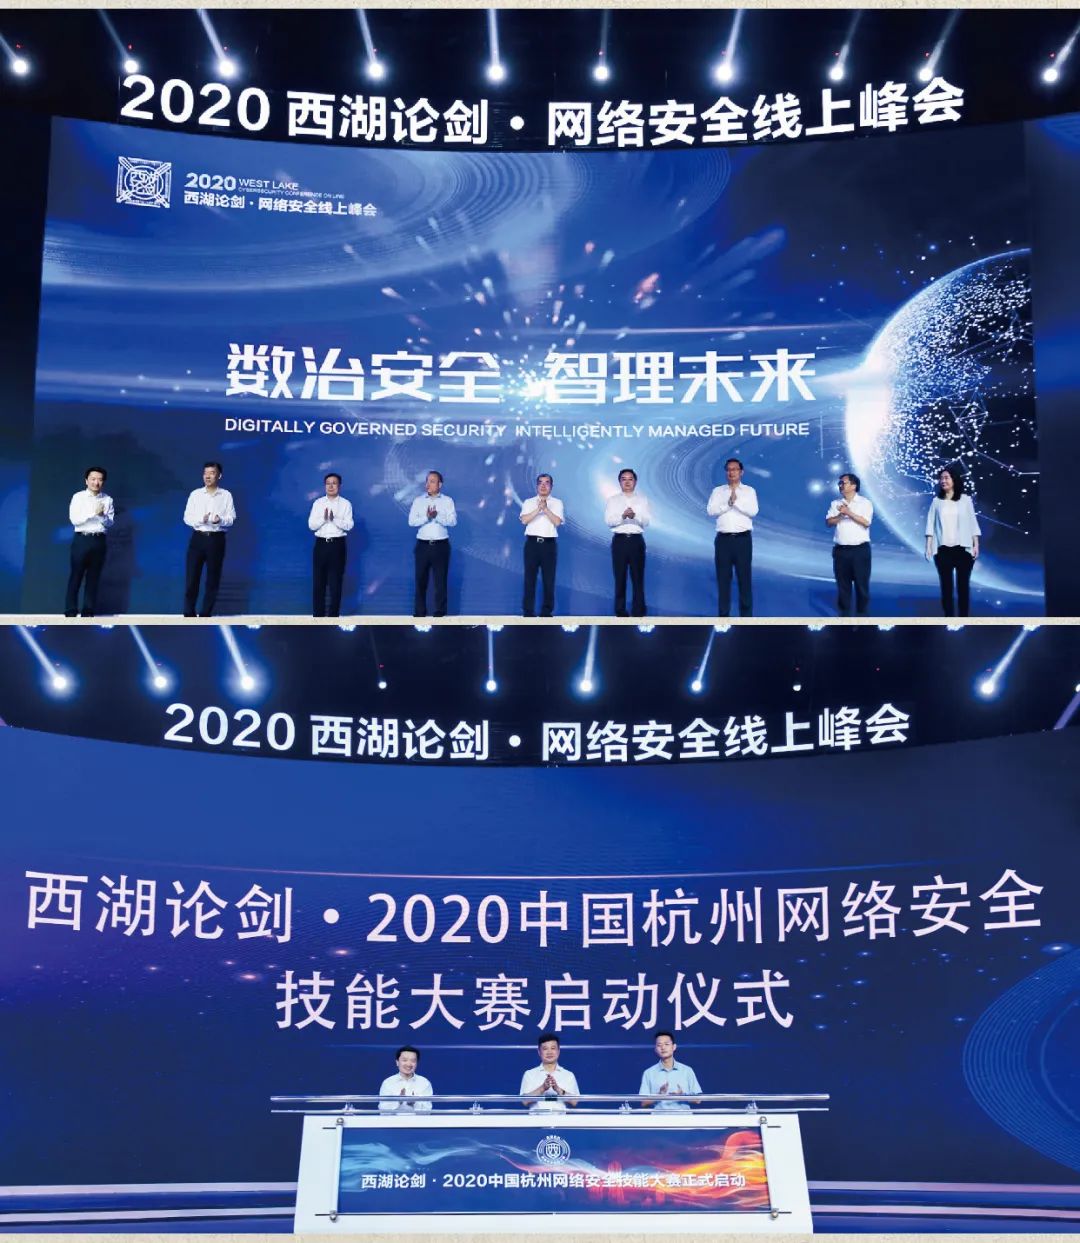 2020 西湖论剑·网络安全线上峰会
2020 WEST LAKE
CYBERSECURITY CONFERENCE ON LINE
西湖论剑·网络安全线上峰会
数治安全 智理未来
DIGITALLY GOVERNED SECURITY INTELLIGENTLY MANAGED FUTURE
2020 西湖论剑·网络安全线上峰会
西湖论剑·2020中国杭州网络安全
技能大赛启动仪式
西湖论剑·2020中国杭州网络安全技能大赛正式启动